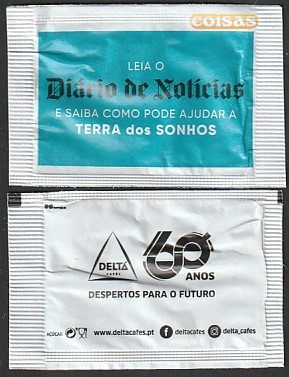 coisas
LEIA O
Diário de Notícias
E SAIBA COMO PODE AJUDAR A
TERRA dos SONHOS
DELTA
CAFÉS
60
ANOS
DESPERTOS PARA O FUTURO
AÇÚCAR
www.deltacafes.pt
deltacafes
delta_cafes